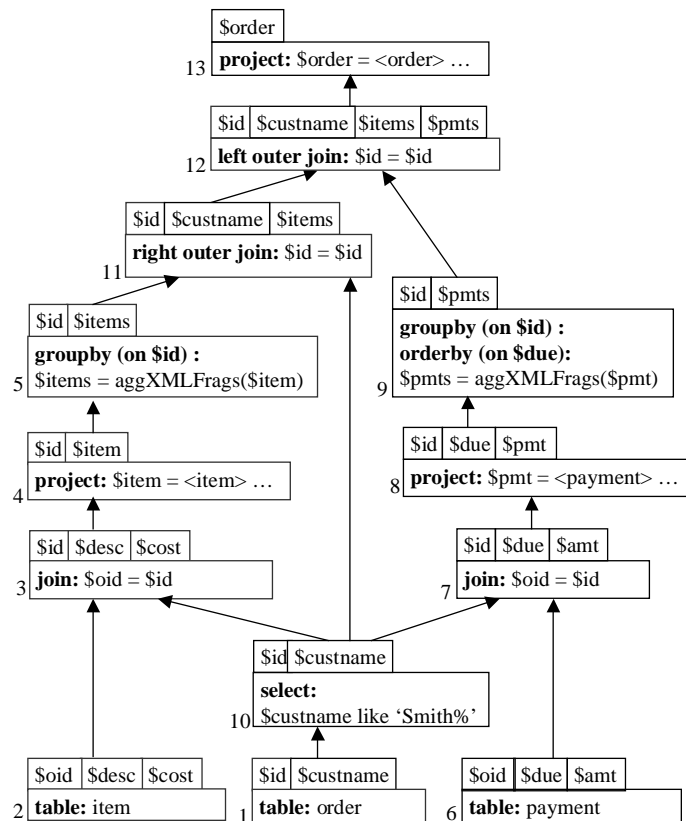 $order
13 project: $order = <order> …
$id $custname $items $pmts
12 left outer join: $id = $id
$id $custname $items
11 right outer join: $id = $id
$id $items
5 groupby (on $id) :
$items = aggXMLFrags($item)
$id $pmts
9 groupby (on $id) :
orderby (on $due):
$pmts = aggXMLFrags($pmt)
$id $item
4 project: $item = <item> …
$id $due $pmt
8 project: $pmt = <payment> …
$id $desc $cost
3 join: $oid = $id
$id $due $amt
7 join: $oid = $id
$id $custname
10 select:
$custname like ‘Smith%’
$oid $desc $cost
2 table: item
$id $custname
1 table: order
$oid $due $amt
6 table: payment